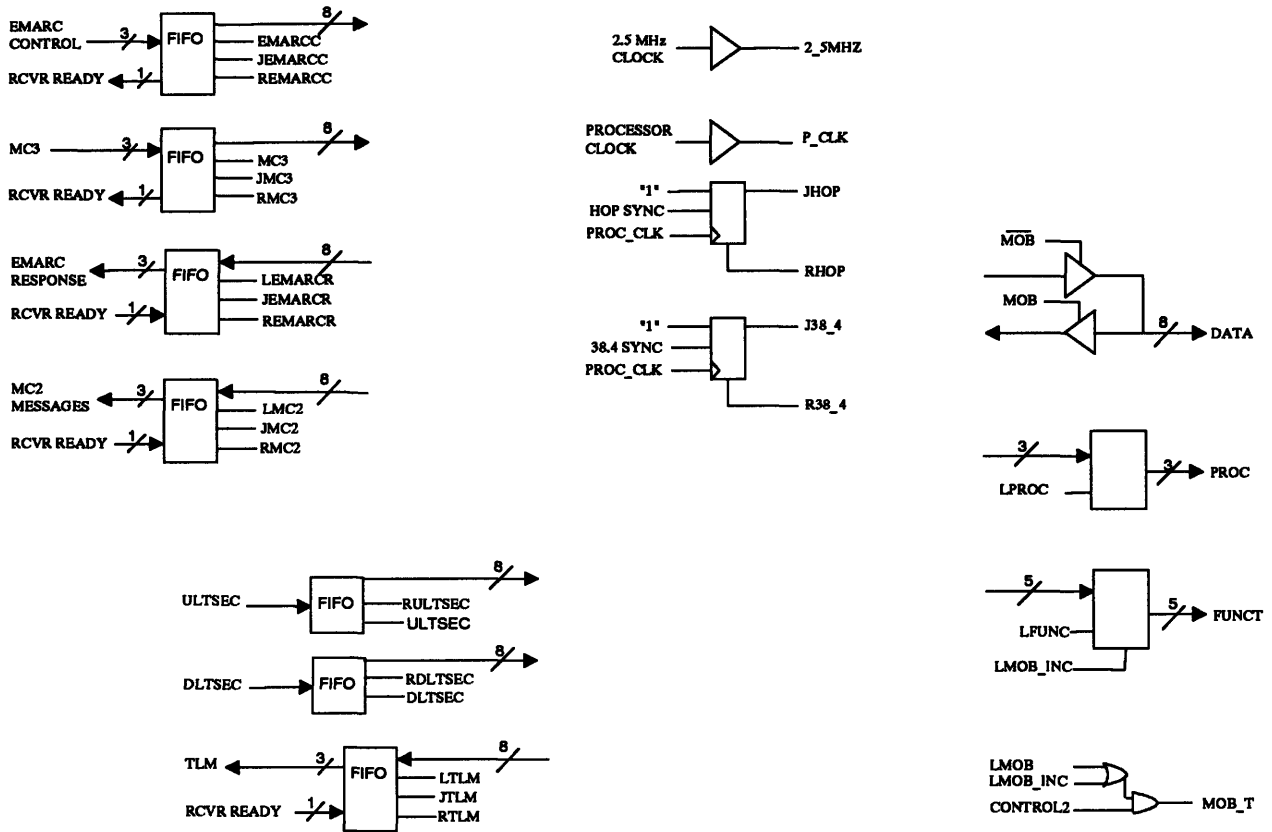 EMARC
CONTROL
3
FIFO
8
EMARCC
JEMARCC
REMARCC
RCVR READY
1
MC3
3
FIFO
8
MC3
JMC3
RMC3
RCVR READY
1
EMARC
RESPONSE
3
FIFO
8
LEMARCR
JEMARCR
REMARCR
RCVR READY
1
MC2
MESSAGES
3
FIFO
8
LMC2
JMC2
RMC2
RCVR READY
1
ULTSEC
FIFO
8
RULTSEC
ULTSEC
DLTSEC
FIFO
8
RDLTSEC
DLTSEC
TLM
3
FIFO
8
LTLM
JTLM
RTLM
RCVR READY
1
2.5 MHz
CLOCK
2_5MHZ
PROCESSOR
CLOCK
P_CLK
"1"
HOP SYNC
PROC_CLK
JHOP
RHOP
"1"
38.4 SYNC
PROC_CLK
J38_4
R38_4
MOB
MOB
8
DATA
3
LPROC
3
PROC
5
LFUNC
LMOB_INC
5
FUNCT
LMOB
LMOB_INC
CONTROL2
MOB_T